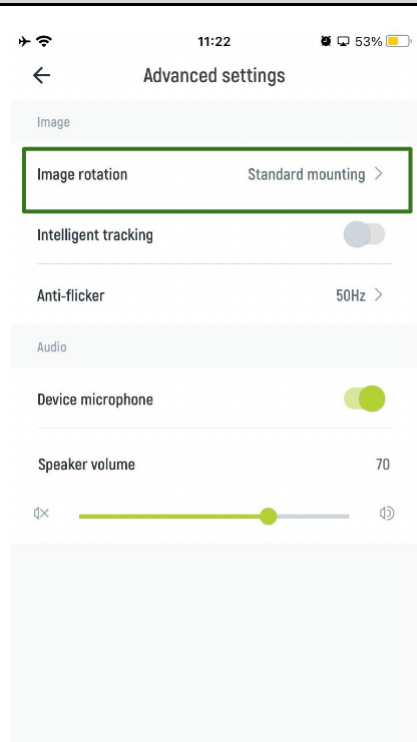 11:22 53%
Advanced settings
Image
Image rotation Standard mounting
Intelligent tracking
Anti-flicker 50Hz
Audio
Device microphone
Speaker volume 70